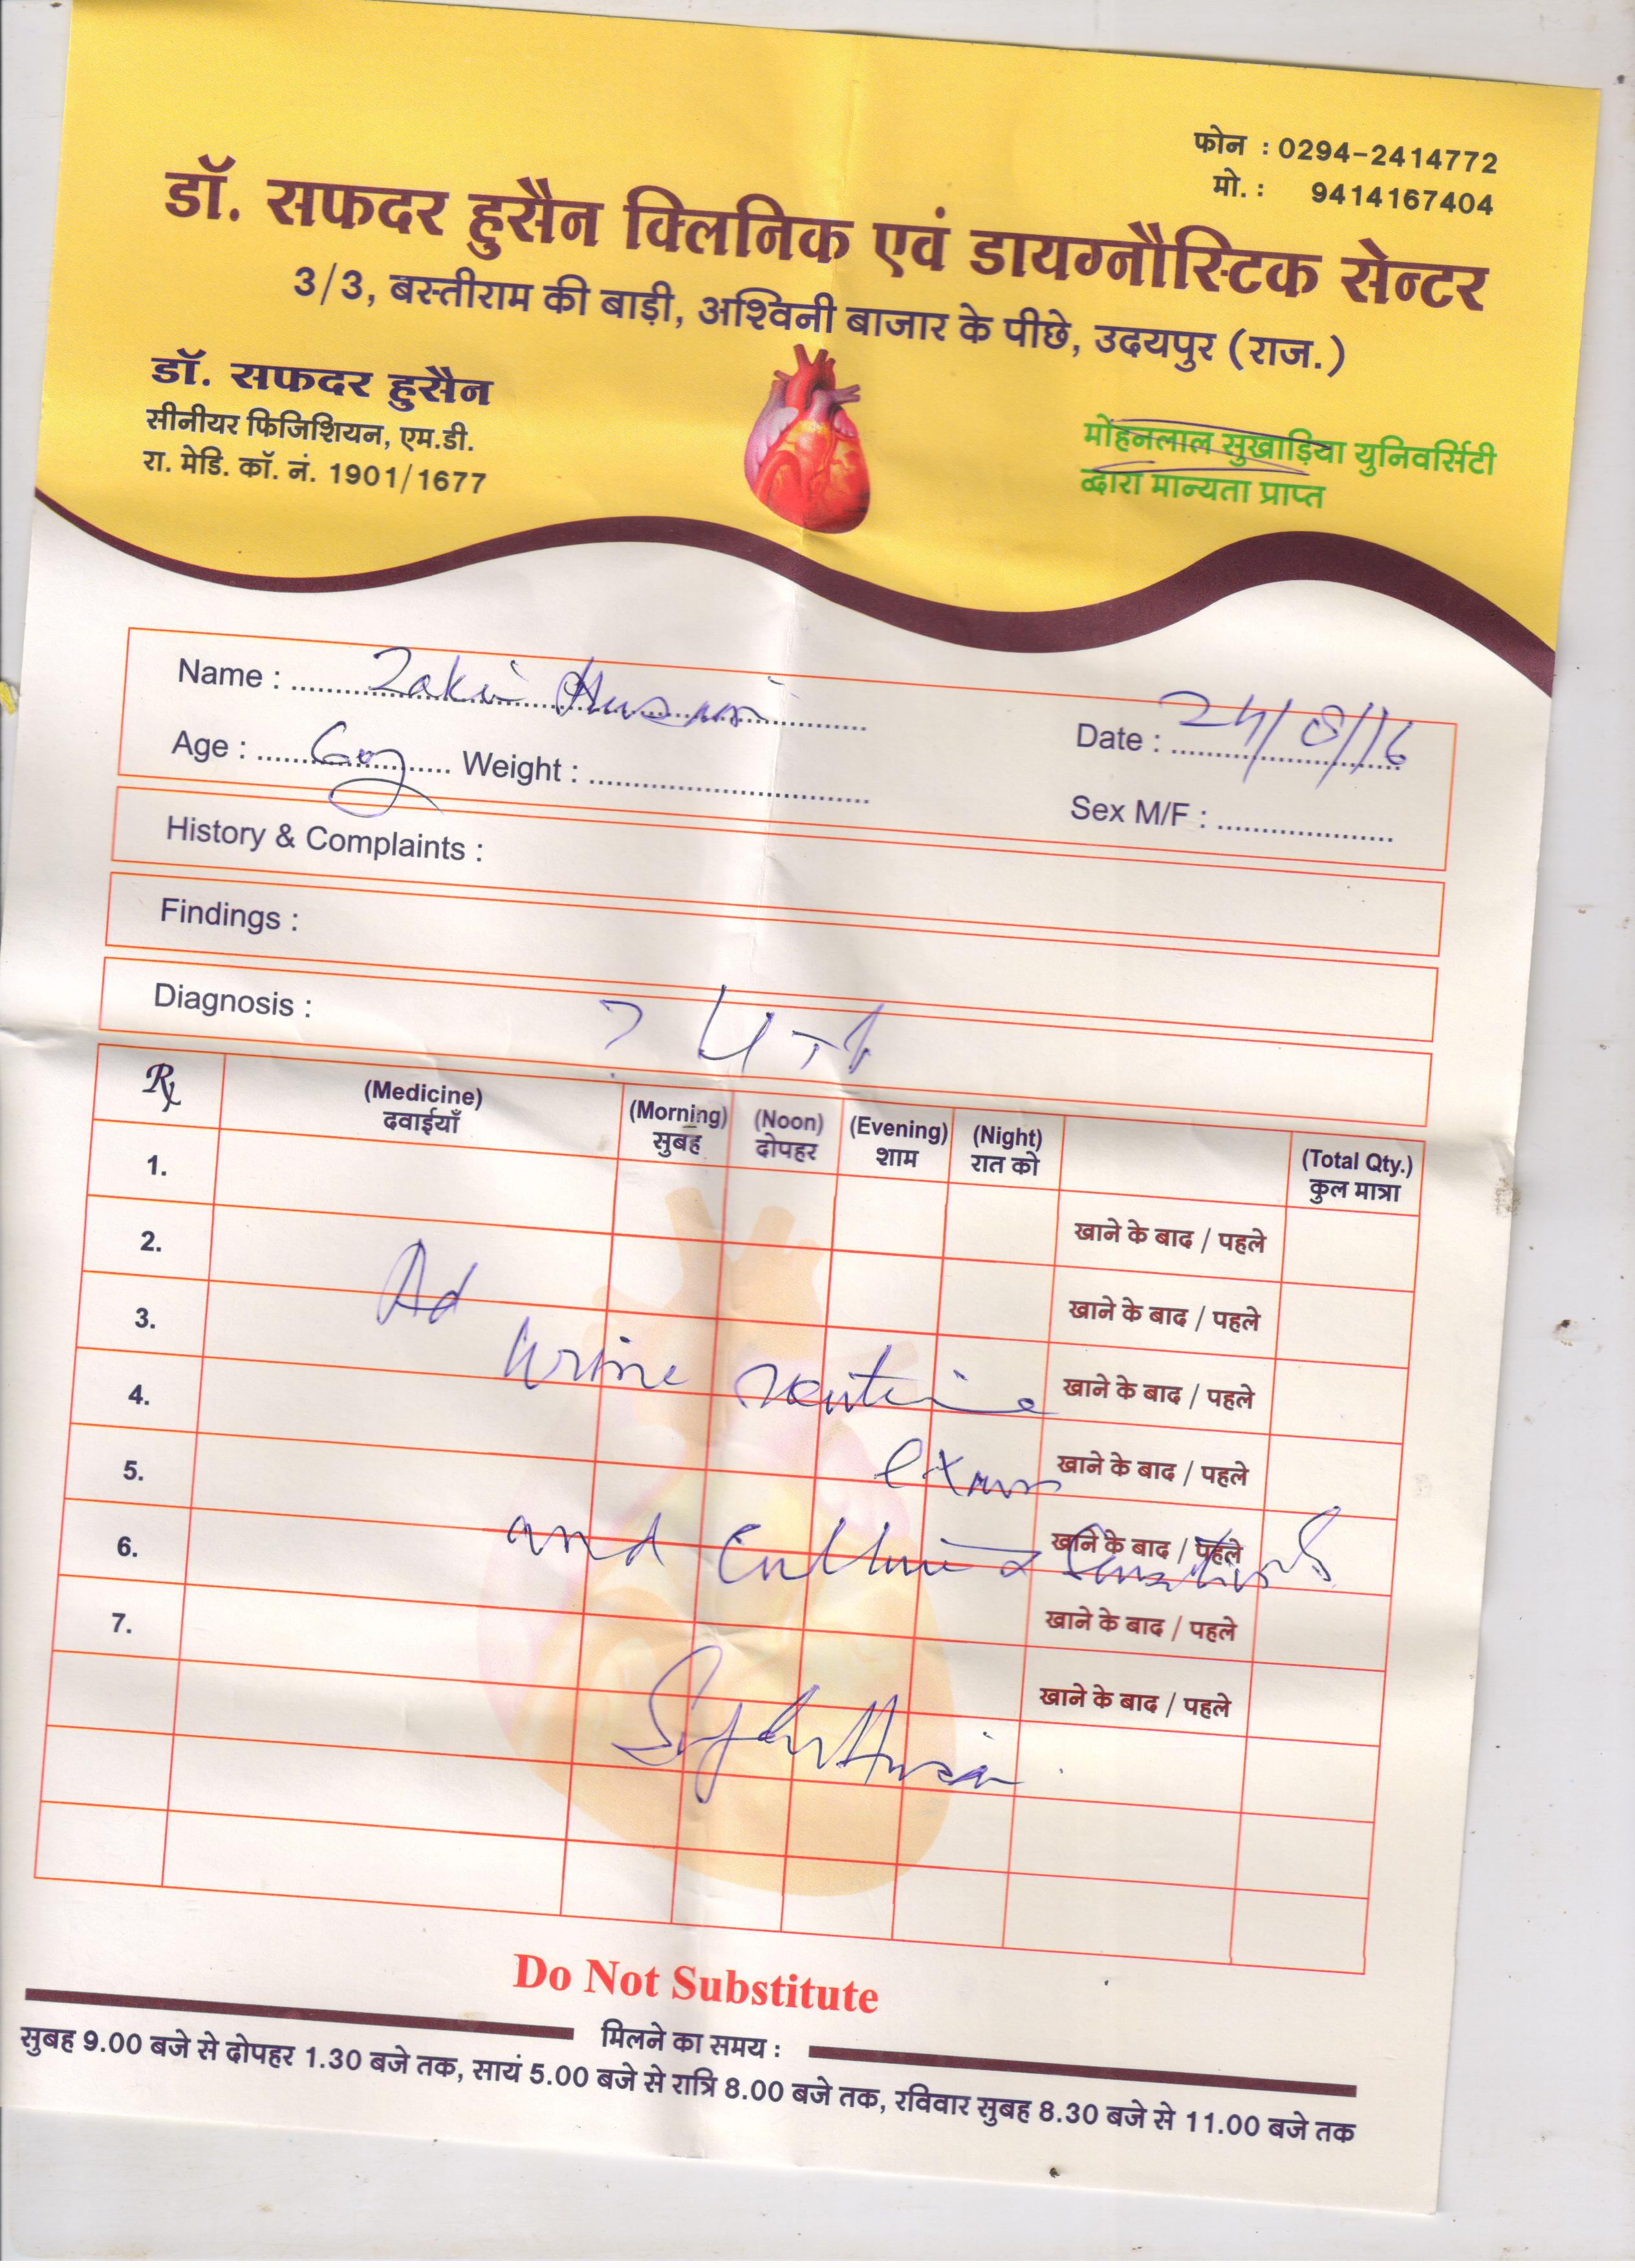 फोन : 0294-2414772
मो. : 9414167404
डॉ. सफदर हुसैन क्लिनिक एवं डायग्नौस्टिक सेन्टर
3/3, बस्तीराम की बाड़ी, अश्विनी बाजार के पीछे, उदयपुर (राज.)
डॉ. सफदर हुसैन
सीनीयर फिजिशियन, एम.डी.
रा. मेडि. कॉ. नं. 1901/1677
मोहनलाल सुखाड़िया युनिवर्सिटी
द्वारा मान्यता प्राप्त
Name : Zakir Husain
Date : 24/8/16
Age : 60y Weight :
Sex M/F :
History & Complaints :
Findings :
Diagnosis : ?
Rx (Medicine) (Morning) (Noon) (Evening) (Night) (Total Qty.)
दवाईयाँ सुबह दोपहर शाम रात को कुल मात्रा
1.
खाने के बाद / पहले
2.
Ad
खाने के बाद / पहले
3.
Urine routine
खाने के बाद / पहले
4.
exam
खाने के बाद / पहले
5.
and Culture & Sensitivity
खाने के बाद / पहले
6.
खाने के बाद / पहले
7.
खाने के बाद / पहले
Do Not Substitute
मिलने का समय :
सुबह 9.00 बजे से दोपहर 1.30 बजे तक, सायं 5.00 बजे से रात्रि 8.00 बजे तक, रविवार सुबह 8.30 बजे से 11.00 बजे तक